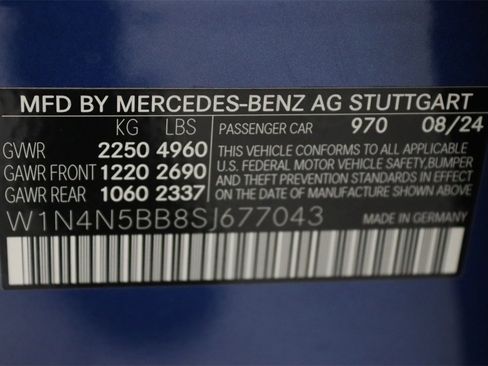 MFD BY MERCEDES-BENZ AG STUTTGART
KG LBS PASSENGER CAR 970 08/24
GVWR 2250 4960 THIS VEHICLE CONFORMS TO ALL APPLICABLE
GAWR FRONT 1220 2690 U.S. FEDERAL MOTOR VEHICLE SAFETY, BUMPER
GAWR REAR 1060 2337 AND THEFT PREVENTION STANDARDS IN EFFECT ON
THE DATE OF MANUFACTURE SHOWN ABOVE.
W1N4N5BB8SJ677043 MADE IN GERMANY